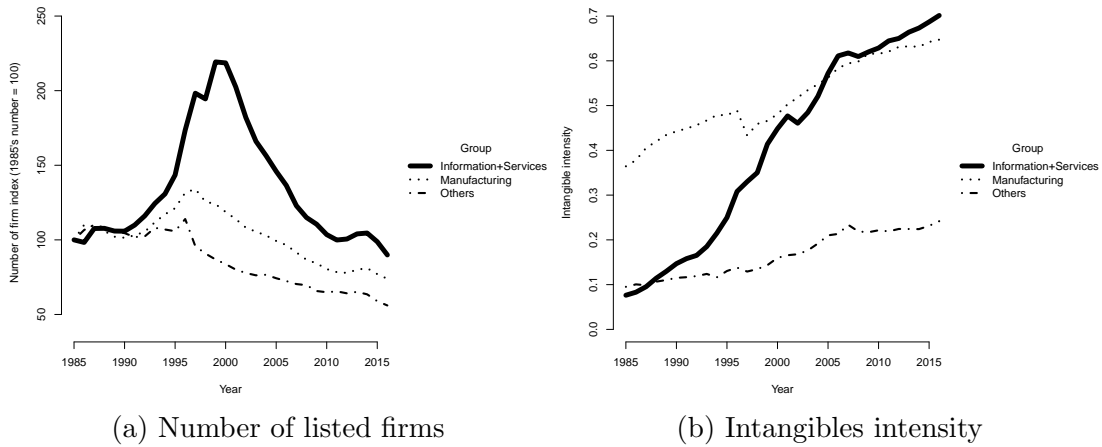 250
200
150
100
50
Number of firm index (1985's number = 100)
1985 1990 1995 2000 2005 2010 2015
Year
Group
Information+Services
Manufacturing
Others
(a) Number of listed firms
0.7
0.6
0.5
0.4
0.3
0.2
0.1
0.0
Intangible intensity
1985 1990 1995 2000 2005 2010 2015
Year
Group
Information+Services
Manufacturing
Others
(b) Intangibles intensity